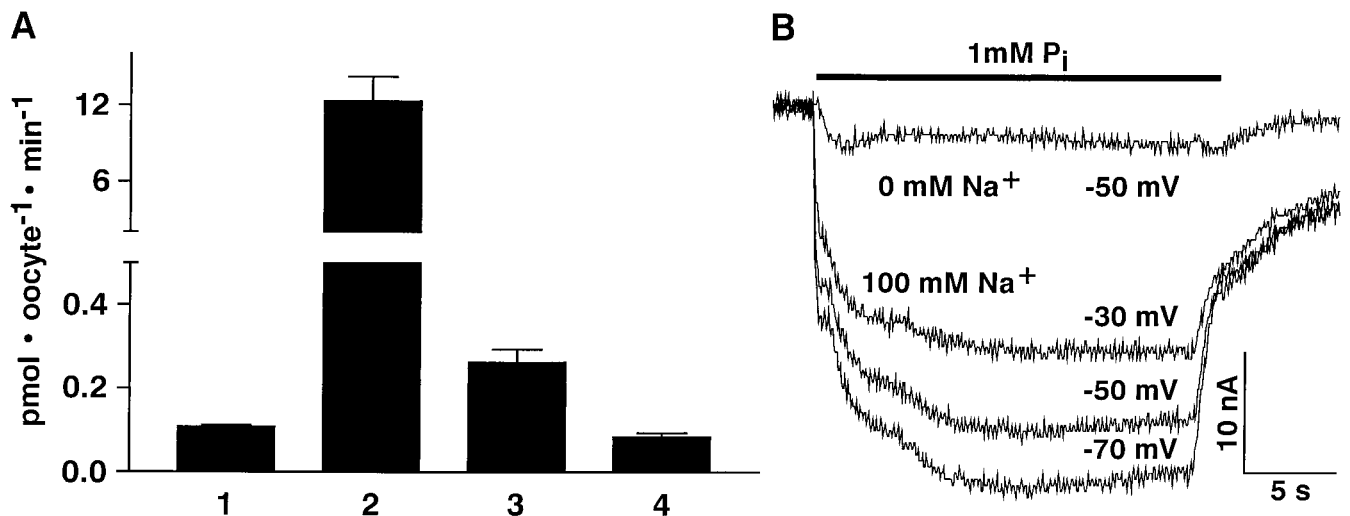 A
pmol • oocyte-1 • min-1
12
6
0.4
0.2
0.0
1 2 3 4
B
1mM Pi
0 mM Na+ -50 mV
100 mM Na+
-30 mV
-50 mV
-70 mV
10 nA
5 s